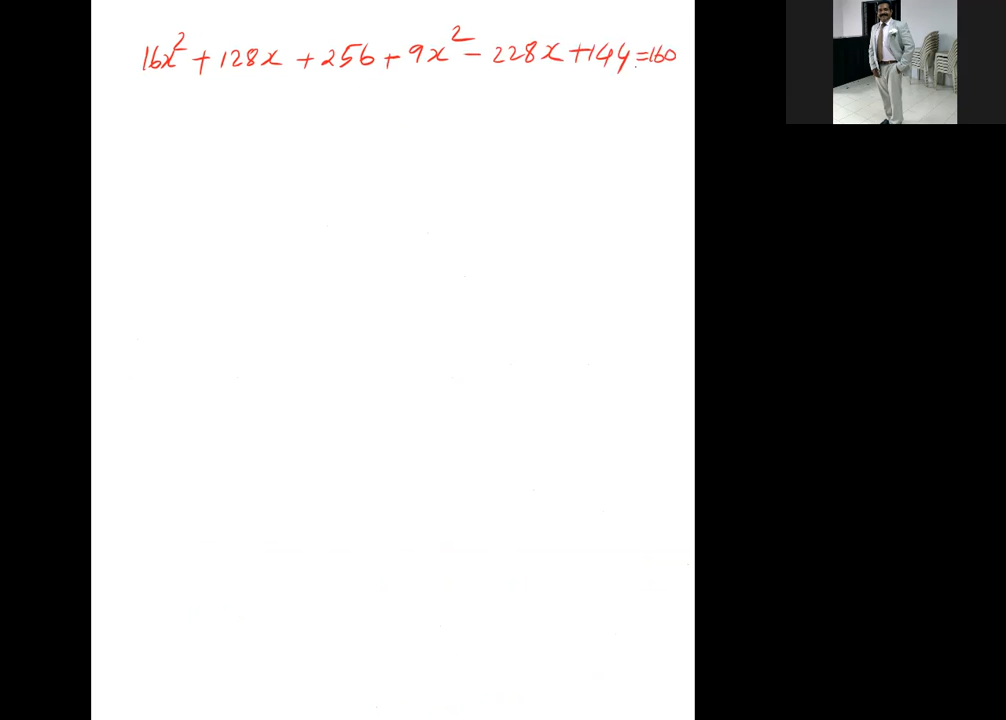 16x² + 128x + 256 + 9x² - 228x + 144 = 160